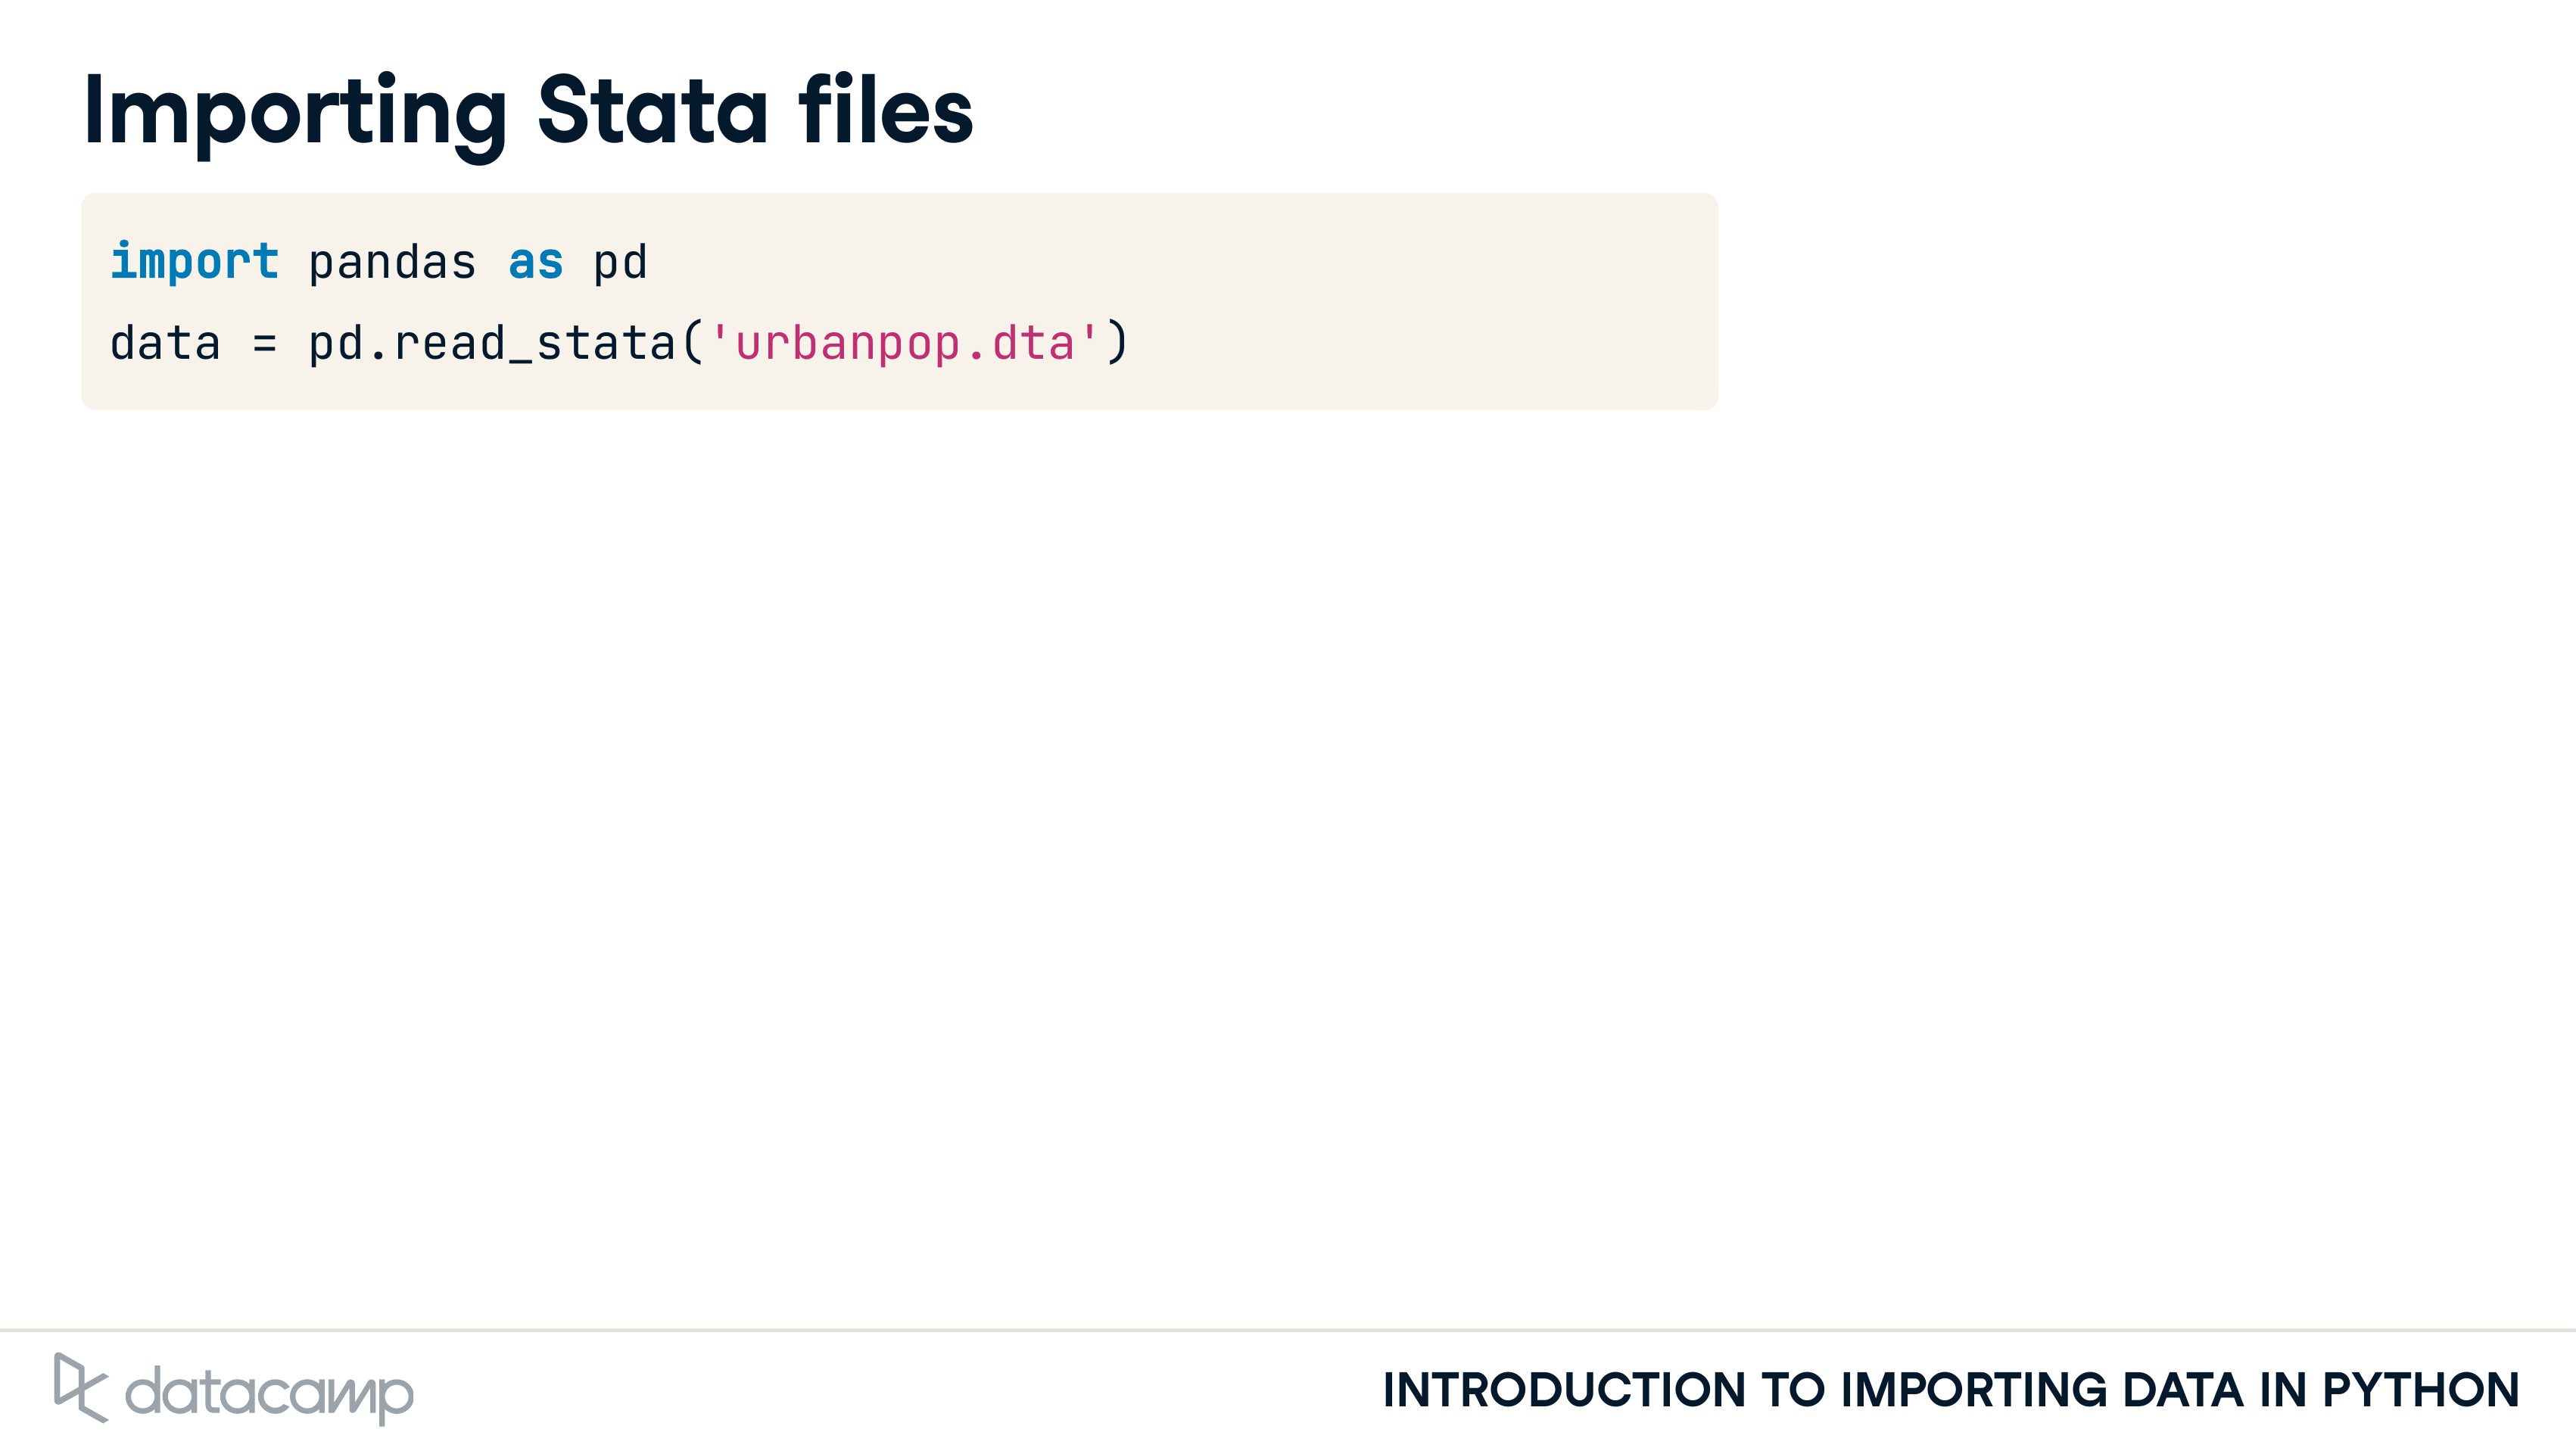 Importing Stata files
import pandas as pd
data = pd.read_stata('urbanpop.dta')
datacamp
INTRODUCTION TO IMPORTING DATA IN PYTHON